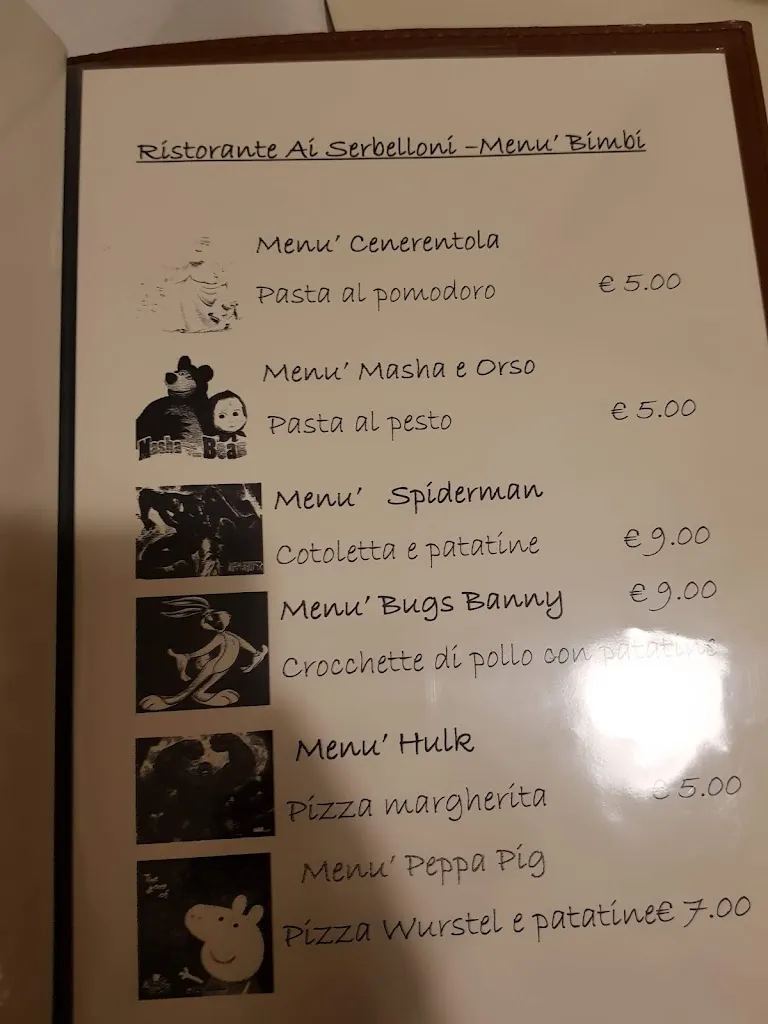 Ristorante Ai Serbelloni –Menu' Bimbi
Menu' Cenerentola
Pasta al pomodoro € 5.00
Menu' Masha e Orso
Pasta al pesto € 5.00
Masha Bear
Menu' Spiderman
Cotoletta e patatine € 9.00
Menu' Bugs Banny € 9.00
Crocchette di pollo con patatine
Menu' Hulk
Pizza margherita € 5.00
Menu' Peppa Pig
Pizza Wurstel e patatine€ 7.00